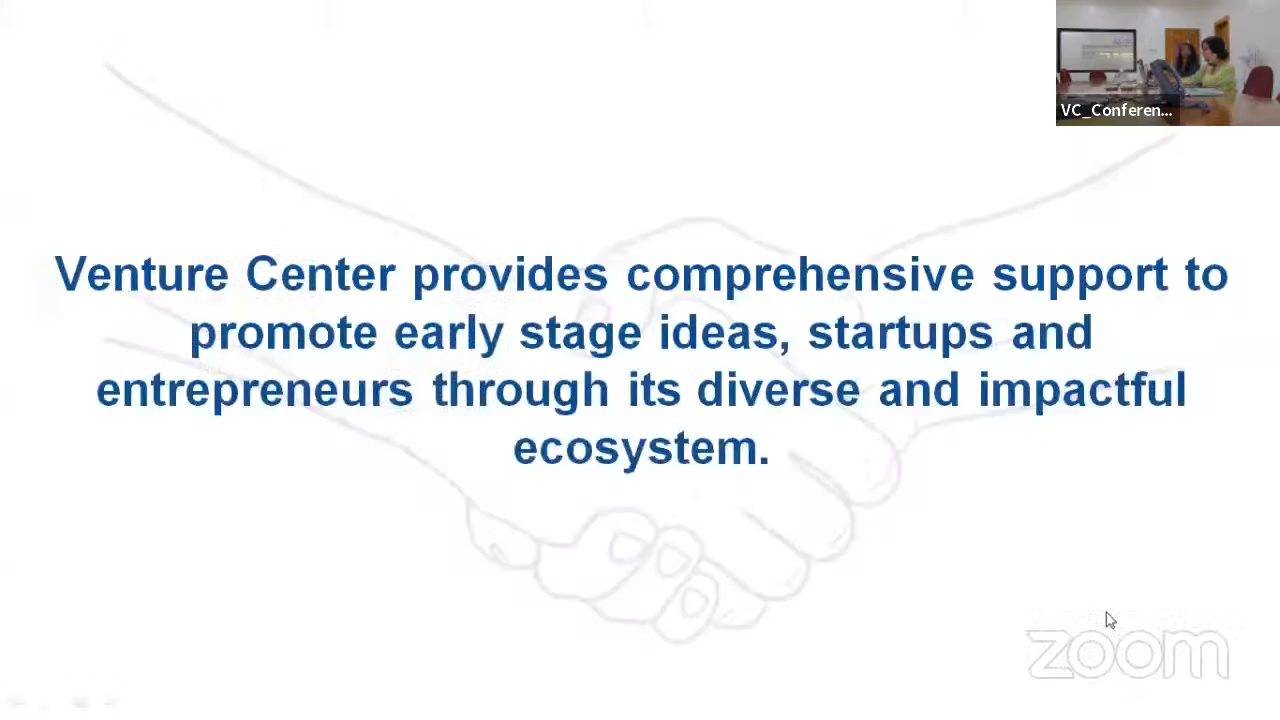 VC_Conferen...
Venture Center provides comprehensive support to
promote early stage ideas, startups and
entrepreneurs through its diverse and impactful
ecosystem.
zoom